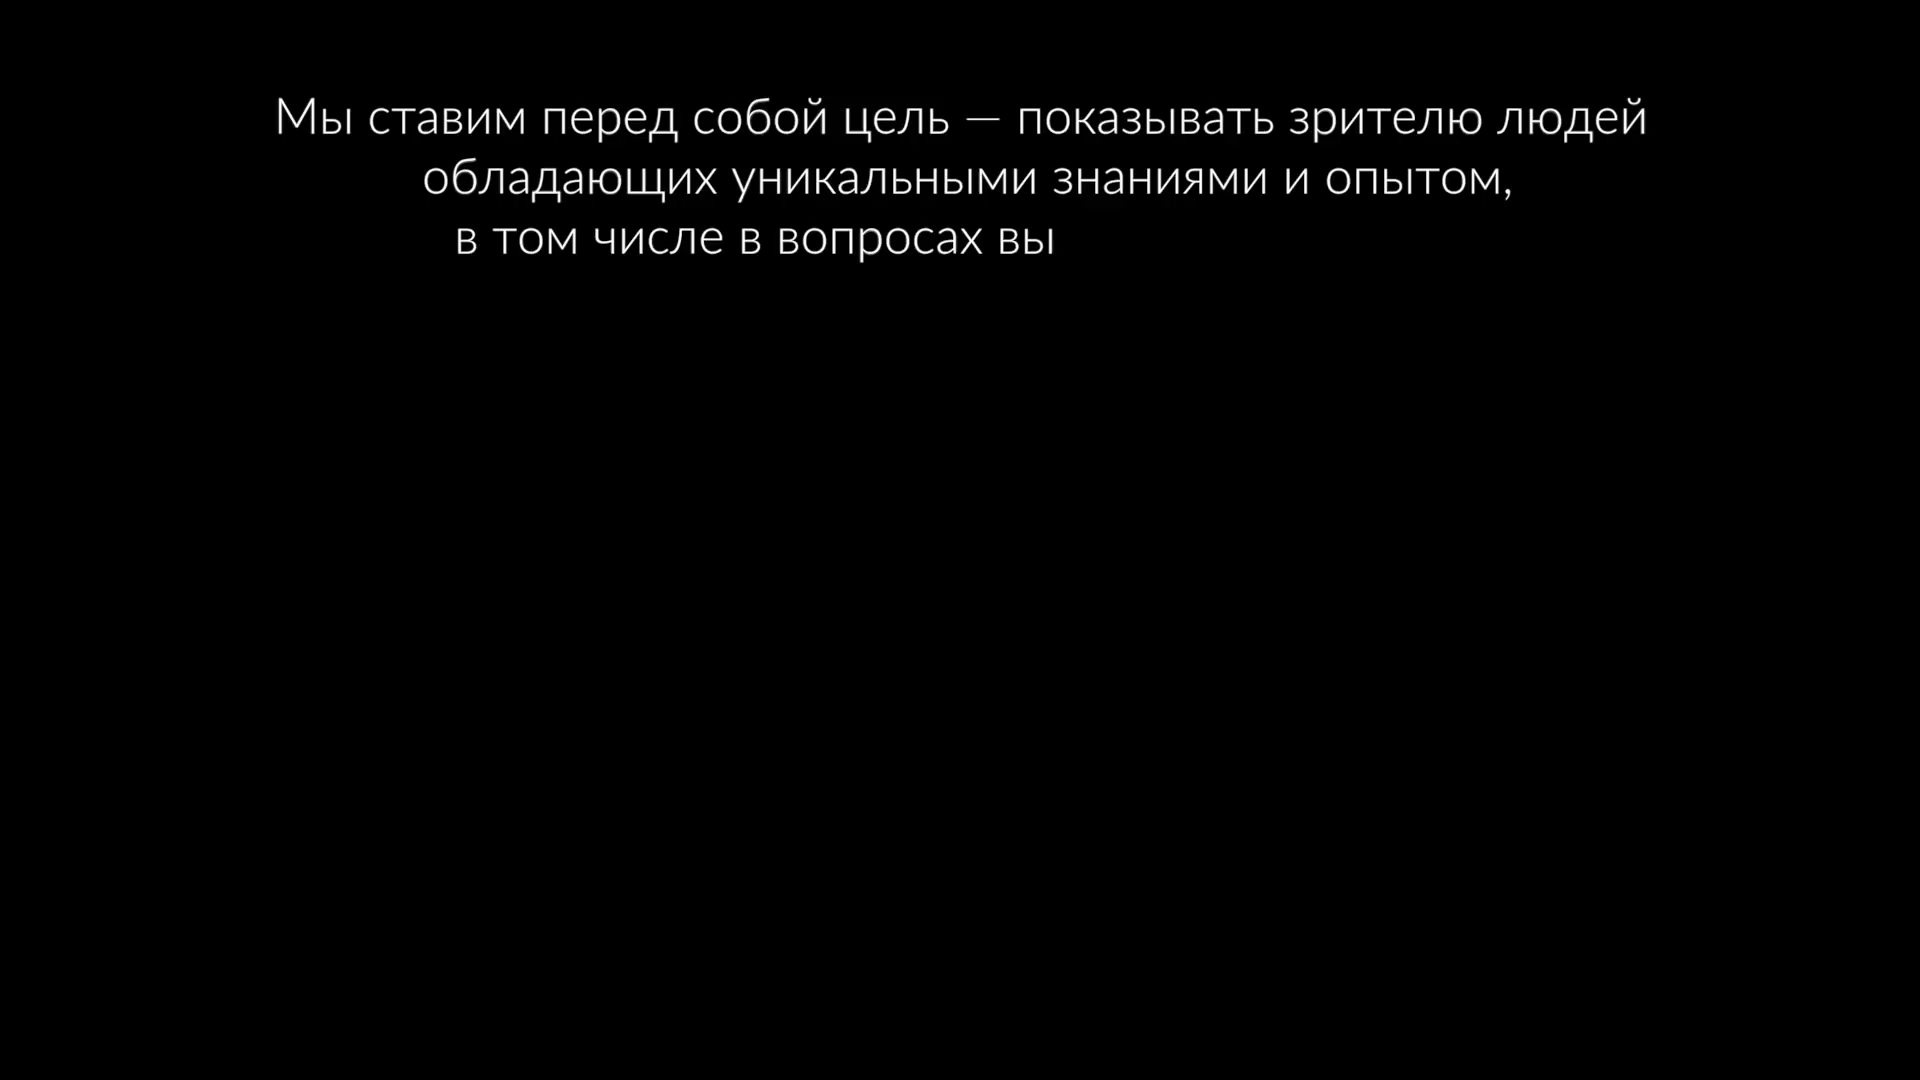 Мы ставим перед собой цель — показывать зрителю людей
обладающих уникальными знаниями и опытом,
в том числе в вопросах вы